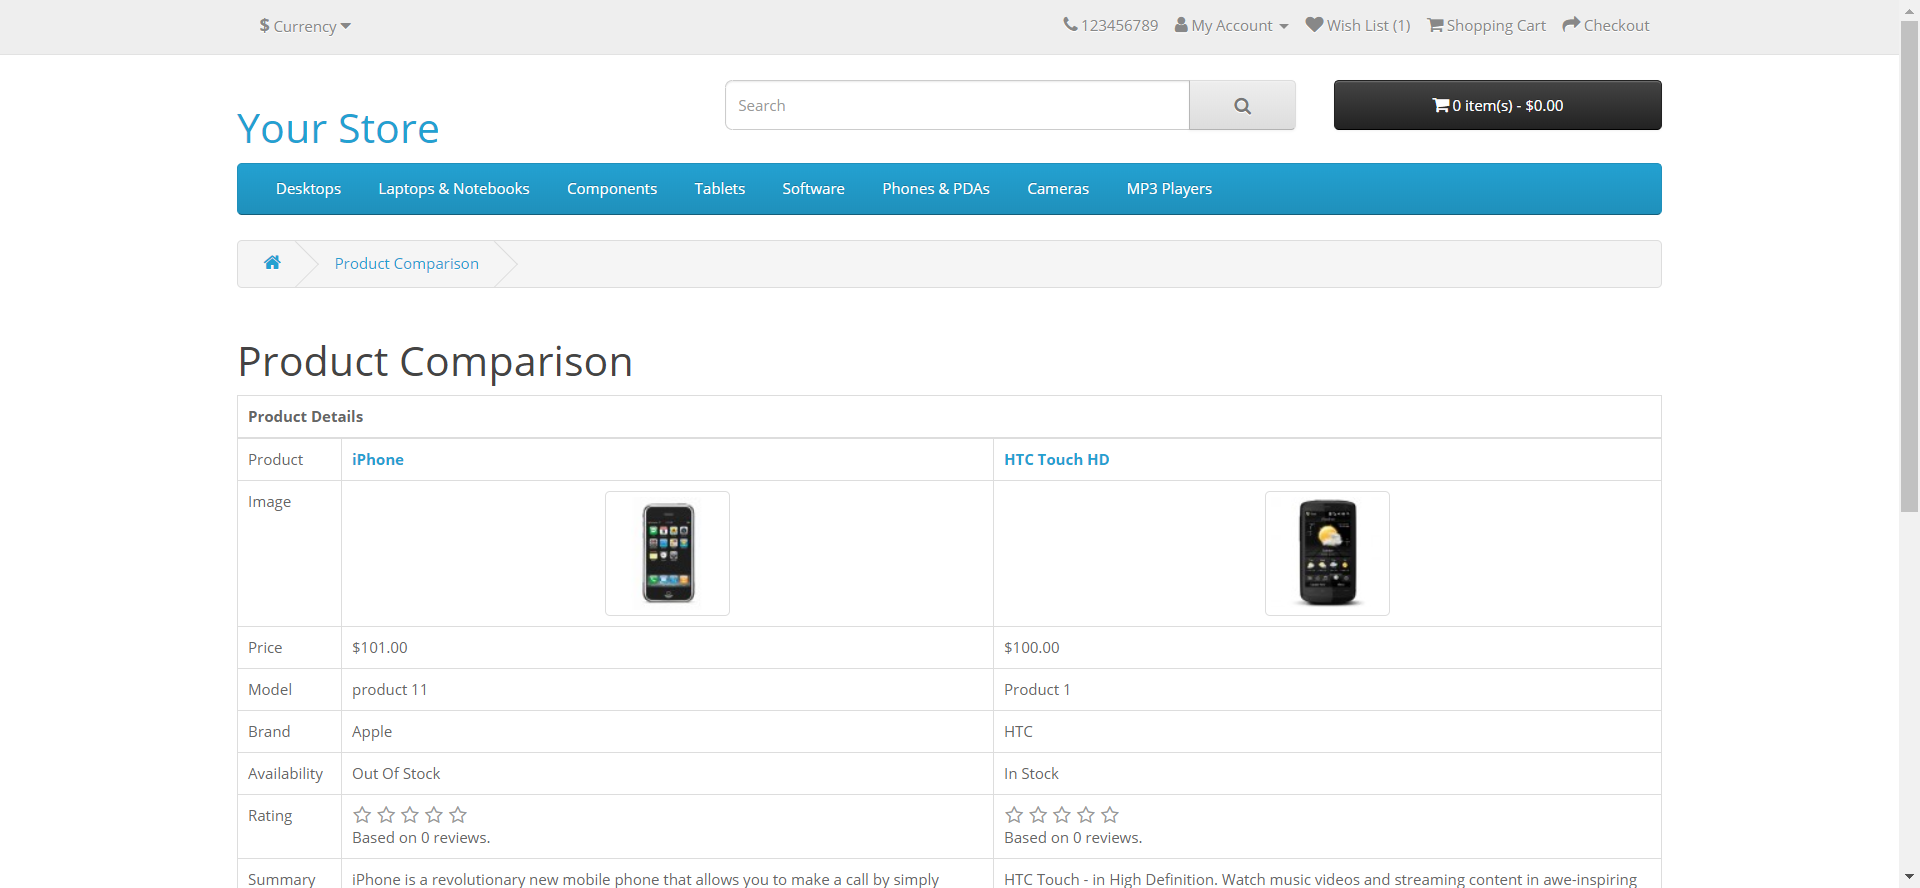 $ Currency
123456789 My Account Wish List (1) Shopping Cart Checkout
Search
0 item(s) - $0.00
Your Store
Desktops Laptops & Notebooks Components Tablets Software Phones & PDAs Cameras MP3 Players
Product Comparison
Product Comparison
Product Details
Product iPhone HTC Touch HD
Image
Price $101.00 $100.00
Model product 11 Product 1
Brand Apple HTC
Availability Out Of Stock In Stock
Rating
Based on 0 reviews. Based on 0 reviews.
Summary iPhone is a revolutionary new mobile phone that allows you to make a call by simply HTC Touch - in High Definition. Watch music videos and streaming content in awe-inspiring